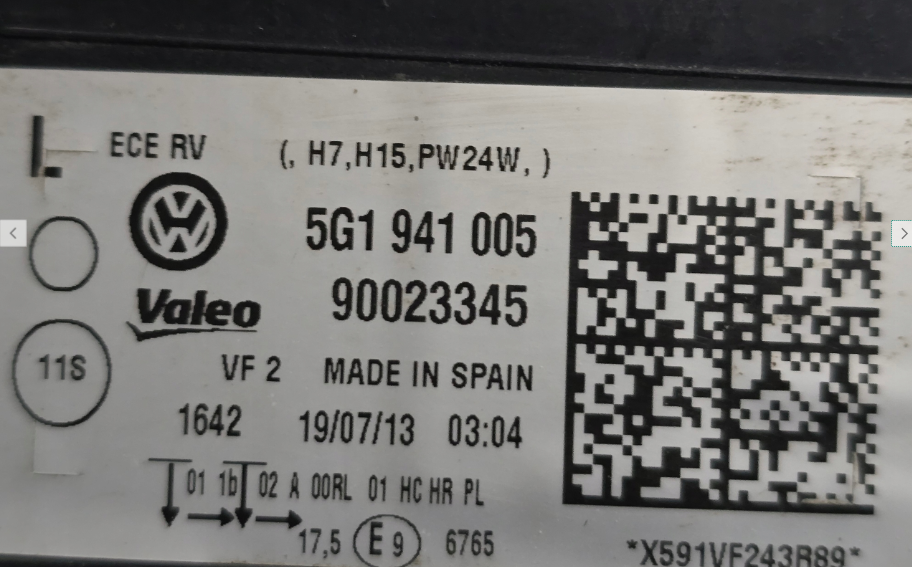 L ECE RV (, H7,H15,PW24W, )
5G1 941 005
Valeo 90023345
11S VF 2 MADE IN SPAIN
1642 19/07/13 03:04
01 1b 02 A 00RL 01 HC HR PL
17,5 E 9 6765
*X591VF243R89*